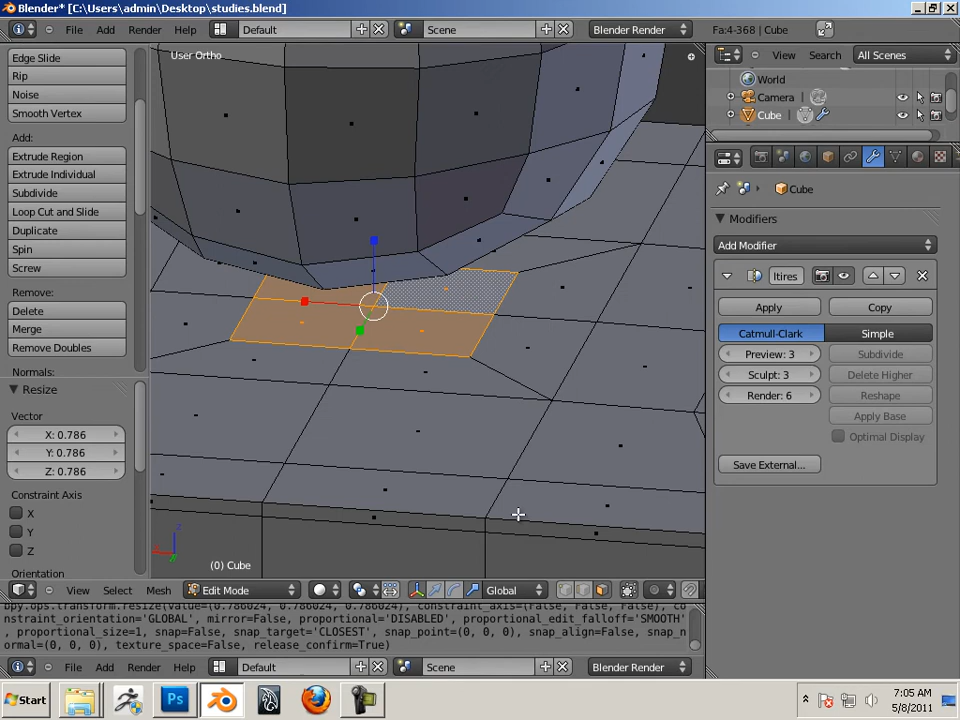 Blender* [C:\Users\admin\Desktop\studies.blend]
File Add Render Help Default Scene Blender Render Fa:4-368 | Cube
Edge Slide
Rip
Noise
Smooth Vertex
Add:
Extrude Region
Extrude Individual
Subdivide
Loop Cut and Slide
Duplicate
Spin
Screw
Remove:
Delete
Merge
Remove Doubles
Normals:
Resize
Vector
X: 0.786
Y: 0.786
Z: 0.786
Constraint Axis
X
Y
Z
Orientation
User Ortho
(0) Cube
View Select Mesh Edit Mode Global
bpy.ops.transform.resize(value=(0.786024, 0.786024, 0.786024), constraint_axis=(False, False, False), co
nstraint_orientation='GLOBAL', mirror=False, proportional='DISABLED', proportional_edit_falloff='SMOOTH'
, proportional_size=1, snap=False, snap_target='CLOSEST', snap_point=(0, 0, 0), snap_align=False, snap_n
ormal=(0, 0, 0), texture_space=False, release_confirm=True)
File Add Render Help Default Scene Blender Render
View Search All Scenes
World
Camera
Cube
Cube
Modifiers
Add Modifier
ltires
Apply Copy
Catmull-Clark Simple
Preview: 3 Subdivide
Sculpt: 3 Delete Higher
Render: 6 Reshape
Apply Base
Optimal Display
Save External...
Start Ps 7:05 AM
5/8/2011